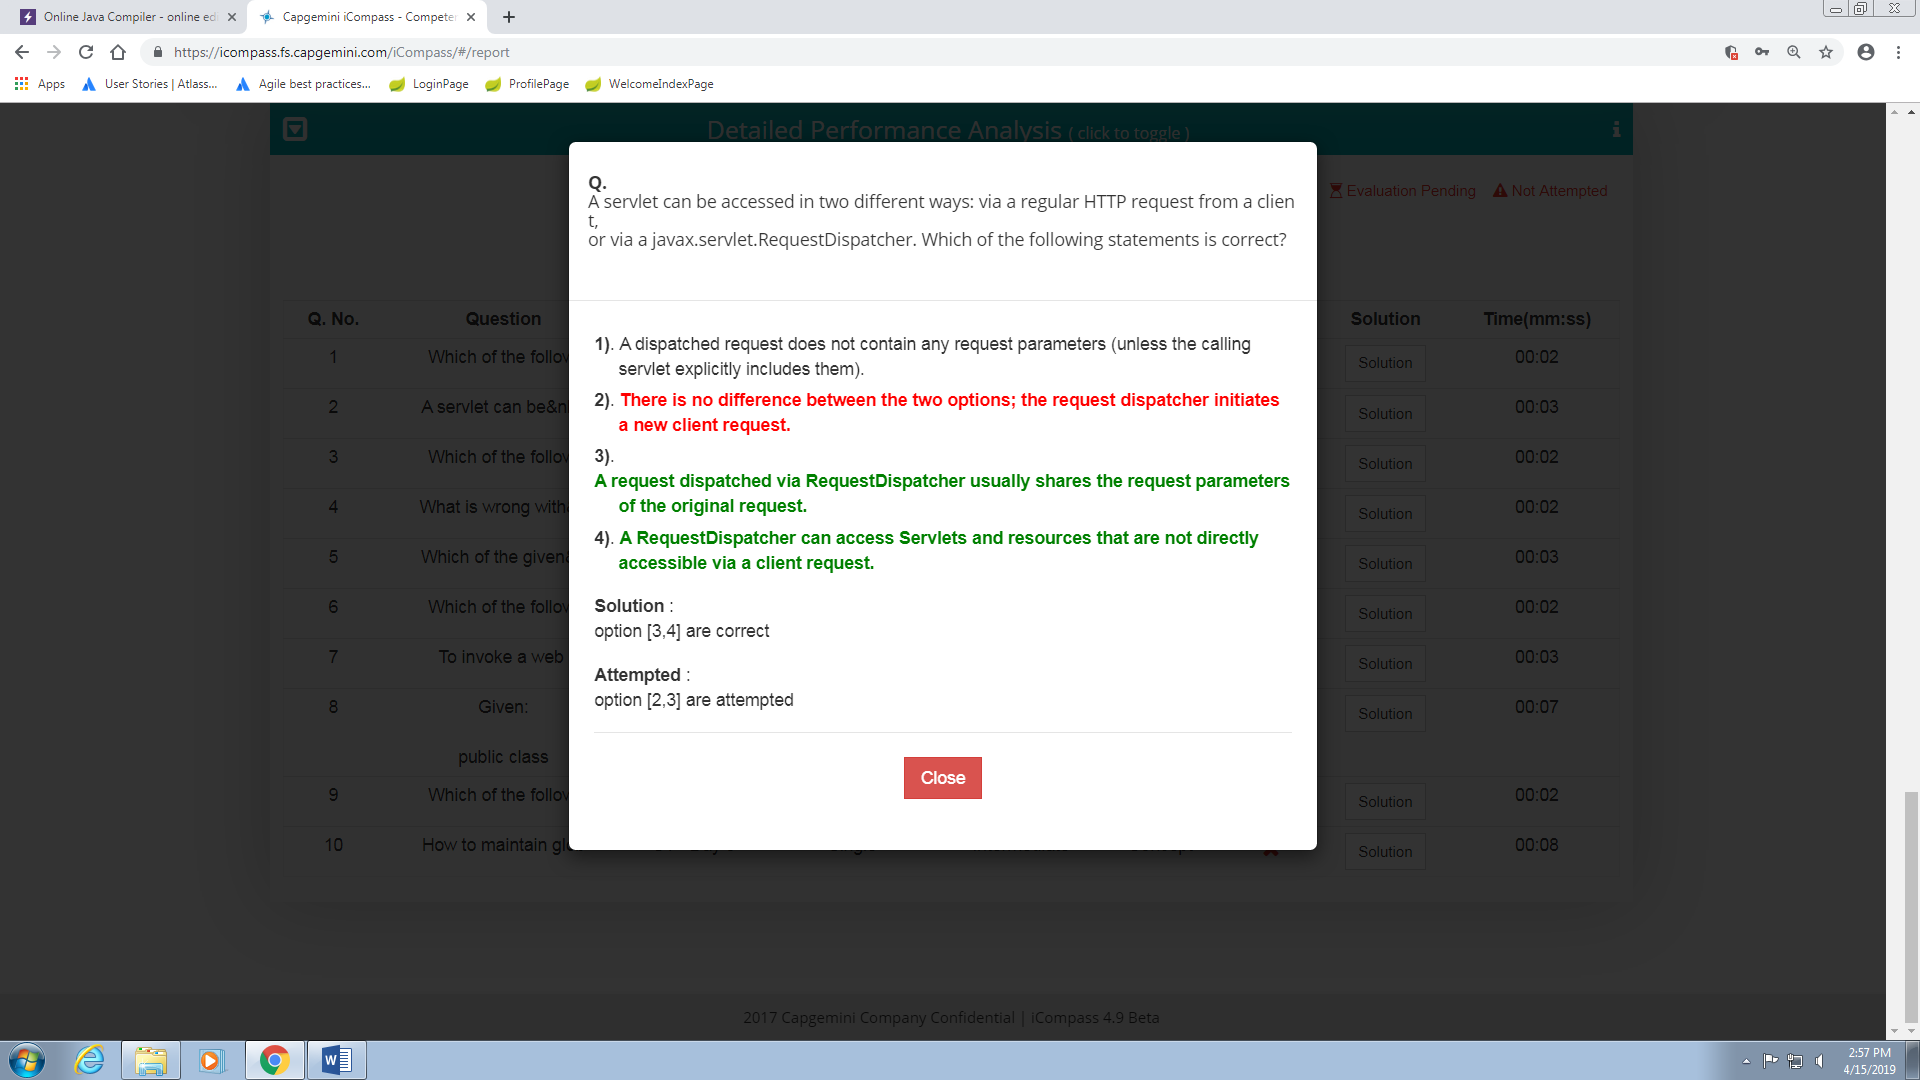 Online Java Compiler - online ed
Capgemini iCompass - Compete
https://icompass.fs.capgemini.com/iCompass/#/report
Apps
User Stories | Atlass...
Agile best practices...
LoginPage
ProfilePage
WelcomeIndexPage
Detailed Performance Analysis ( click to toggle )
Evaluation Pending
Not Attempted
Q.
A servlet can be accessed in two different ways: via a regular HTTP request from a clien
t,
or via a javax.servlet.RequestDispatcher. Which of the following statements is correct?
1). A dispatched request does not contain any request parameters (unless the calling
servlet explicitly includes them).
2). There is no difference between the two options; the request dispatcher initiates
a new client request.
3).
A request dispatched via RequestDispatcher usually shares the request parameters
of the original request.
4). A RequestDispatcher can access Servlets and resources that are not directly
accessible via a client request.
Solution :
option [3,4] are correct
Attempted :
option [2,3] are attempted
Close
Q. No. Question Solution Time(mm:ss)
1 Which of the follov Solution 00:02
2 A servlet can be&n Solution 00:03
3 Which of the follov Solution 00:02
4 What is wrong with Solution 00:02
5 Which of the given Solution 00:03
6 Which of the follov Solution 00:02
7 To invoke a web Solution 00:03
8 Given: Solution 00:07
public class
9 Which of the follov Solution 00:02
10 How to maintain gl Solution 00:08
2017 Capgemini Company Confidential | iCompass 4.9 Beta
2:57 PM
4/15/2019